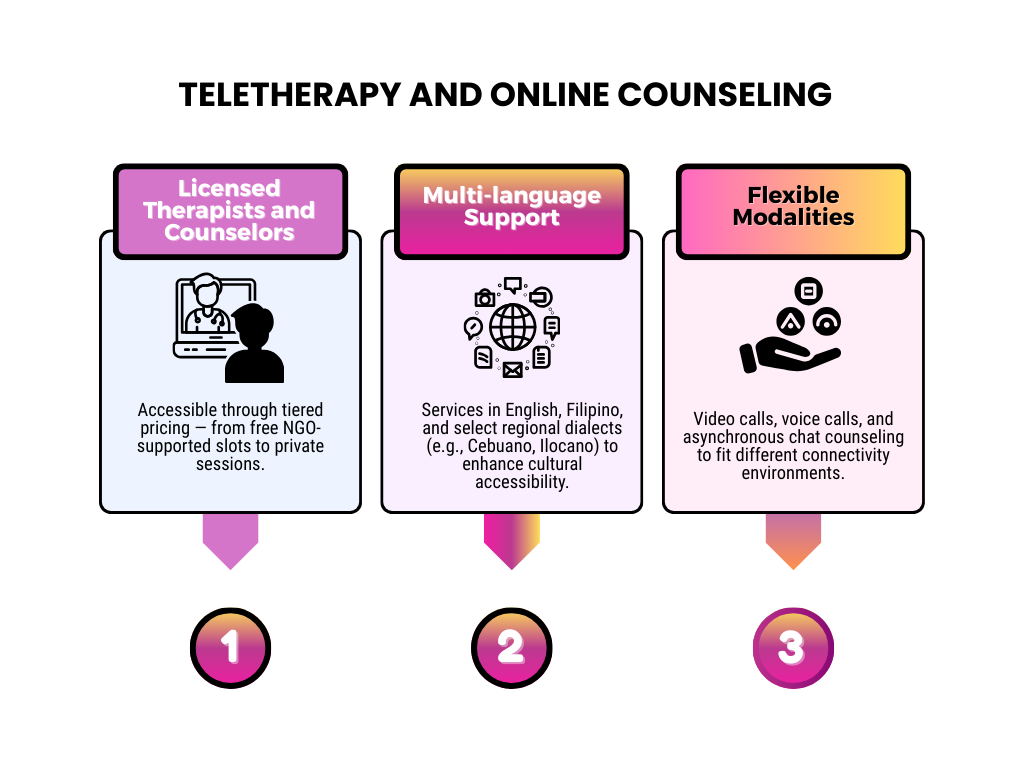 TELETHERAPY AND ONLINE COUNSELING
Licensed
Therapists and
Counselors
Accessible through tiered
pricing — from free NGO-
supported slots to private
sessions.
1
Multi-language
Support
Services in English, Filipino,
and select regional dialects
(e.g., Cebuano, Ilocano) to
enhance cultural
accessibility.
2
Flexible
Modalities
Video calls, voice calls, and
asynchronous chat counseling
to fit different connectivity
environments.
3